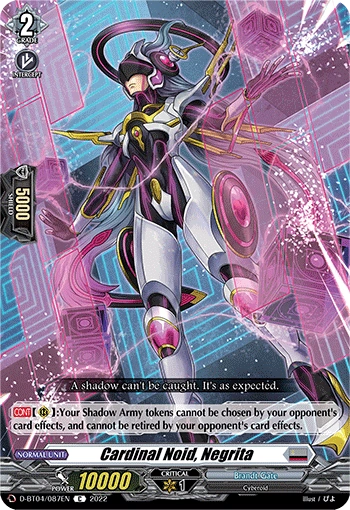 2
GRADE
INTERCEPT
5000
SHIELD
A shadow can't be caught. It's as expected.
CONT【 】:Your Shadow Army tokens cannot be chosen by your opponent's
card effects, and cannot be retired by your opponent's card effects.
NORMAL UNIT
Cardinal Noid, Negrita
POWER 10000
CRITICAL
1
Brandt Gate
Cyberoid
D-BT04/087EN C 2022
Illust / ぴよ